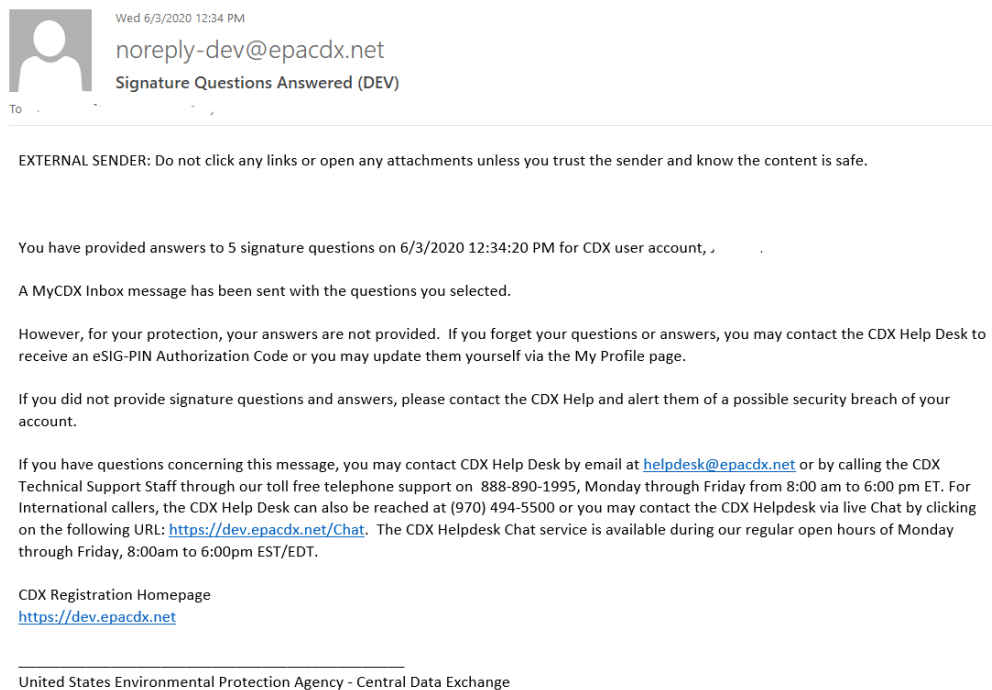 Wed 6/3/2020 12:34 PM
noreply-dev@epacdx.net
Signature Questions Answered (DEV)
To
EXTERNAL SENDER: Do not click any links or open any attachments unless you trust the sender and know the content is safe.
You have provided answers to 5 signature questions on 6/3/2020 12:34:20 PM for CDX user account,
A MyCDX Inbox message has been sent with the questions you selected.
However, for your protection, your answers are not provided.  If you forget your questions or answers, you may contact the CDX Help Desk to
receive an eSIG-PIN Authorization Code or you may update them yourself via the My Profile page.
If you did not provide signature questions and answers, please contact the CDX Help and alert them of a possible security breach of your
account.
If you have questions concerning this message, you may contact CDX Help Desk by email at helpdesk@epacdx.net or by calling the CDX
Technical Support Staff through our toll free telephone support on  888-890-1995, Monday through Friday from 8:00 am to 6:00 pm ET. For
International callers, the CDX Help Desk can also be reached at (970) 494-5500 or you may contact the CDX Helpdesk via live Chat by clicking
on the following URL: https://dev.epacdx.net/Chat.  The CDX Helpdesk Chat service is available during our regular open hours of Monday
through Friday, 8:00am to 6:00pm EST/EDT.
CDX Registration Homepage
https://dev.epacdx.net
United States Environmental Protection Agency - Central Data Exchange